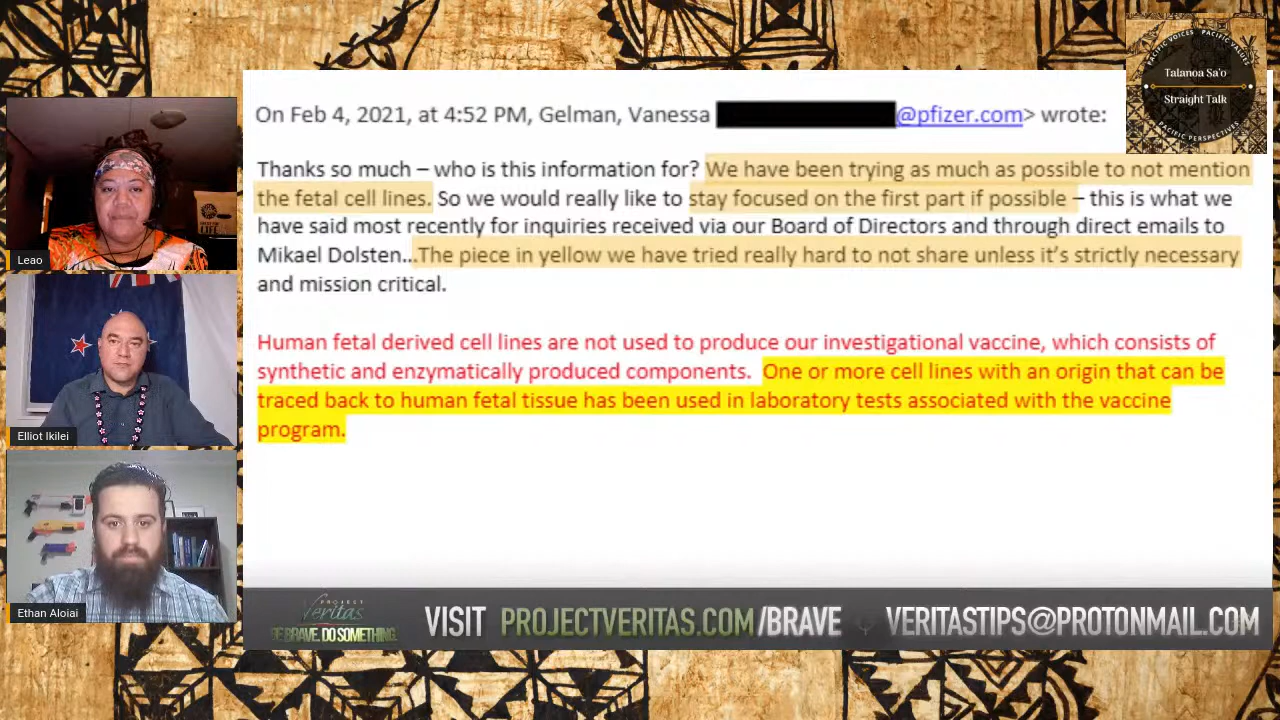 PACIFIC VOICES PACIFIC VALUES
Talanoa Sa'o
Straight Talk
PACIFIC PERSPECTIVES
On Feb 4, 2021, at 4:52 PM, Gelman, Vanessa @pfizer.com> wrote:
Thanks so much – who is this information for? We have been trying as much as possible to not mention
the fetal cell lines. So we would really like to stay focused on the first part if possible – this is what we
have said most recently for inquiries received via our Board of Directors and through direct emails to
Mikael Dolsten...The piece in yellow we have tried really hard to not share unless it's strictly necessary
and mission critical.
Human fetal derived cell lines are not used to produce our investigational vaccine, which consists of
synthetic and enzymatically produced components. One or more cell lines with an origin that can be
traced back to human fetal tissue has been used in laboratory tests associated with the vaccine
program.
Leao
Elliot Ikilei
Ethan Aloiai
PROJECT
Veritas
BE BRAVE. DO SOMETHING.
VISIT PROJECTVERITAS.COM/BRAVE VERITASTIPS@PROTONMAIL.COM